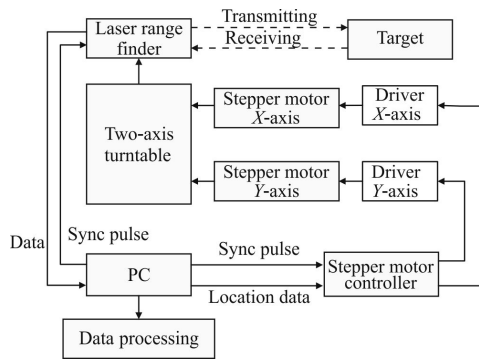 Laser range
finder
Transmitting
Receiving
Target
Two-axis
turntable
Stepper motor
X-axis
Driver
X-axis
Stepper motor
Y-axis
Driver
Y-axis
Data
Sync pulse
PC
Sync pulse
Location data
Stepper motor
controller
Data processing